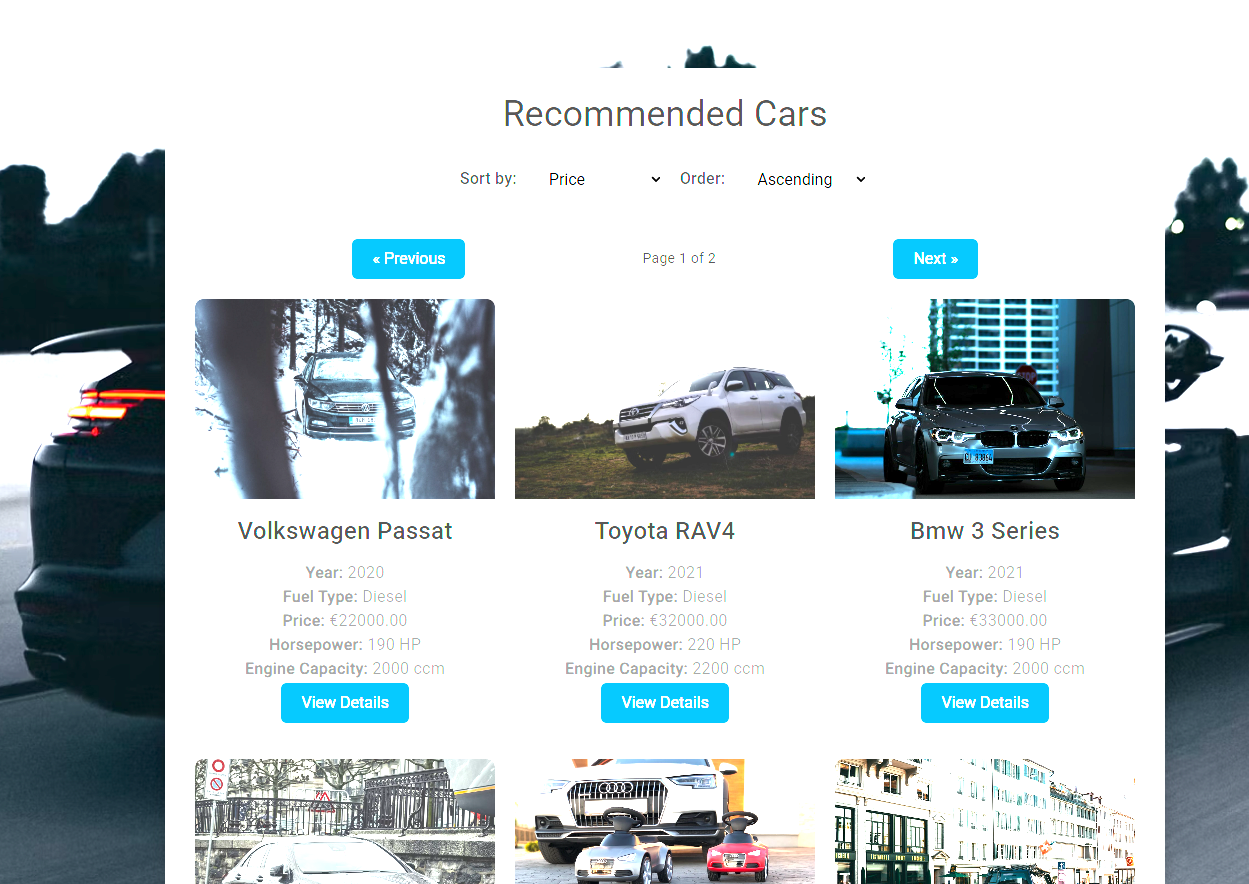 Recommended Cars
Sort by: Price Order: Ascending
« Previous Page 1 of 2 Next »
STOP
Volkswagen Passat Toyota RAV4 Bmw 3 Series
Year: 2020 Year: 2021 Year: 2021
Fuel Type: Diesel Fuel Type: Diesel Fuel Type: Diesel
Price: €22000.00 Price: €32000.00 Price: €33000.00
Horsepower: 190 HP Horsepower: 220 HP Horsepower: 190 HP
Engine Capacity: 2000 ccm Engine Capacity: 2200 ccm Engine Capacity: 2000 ccm
View Details View Details View Details